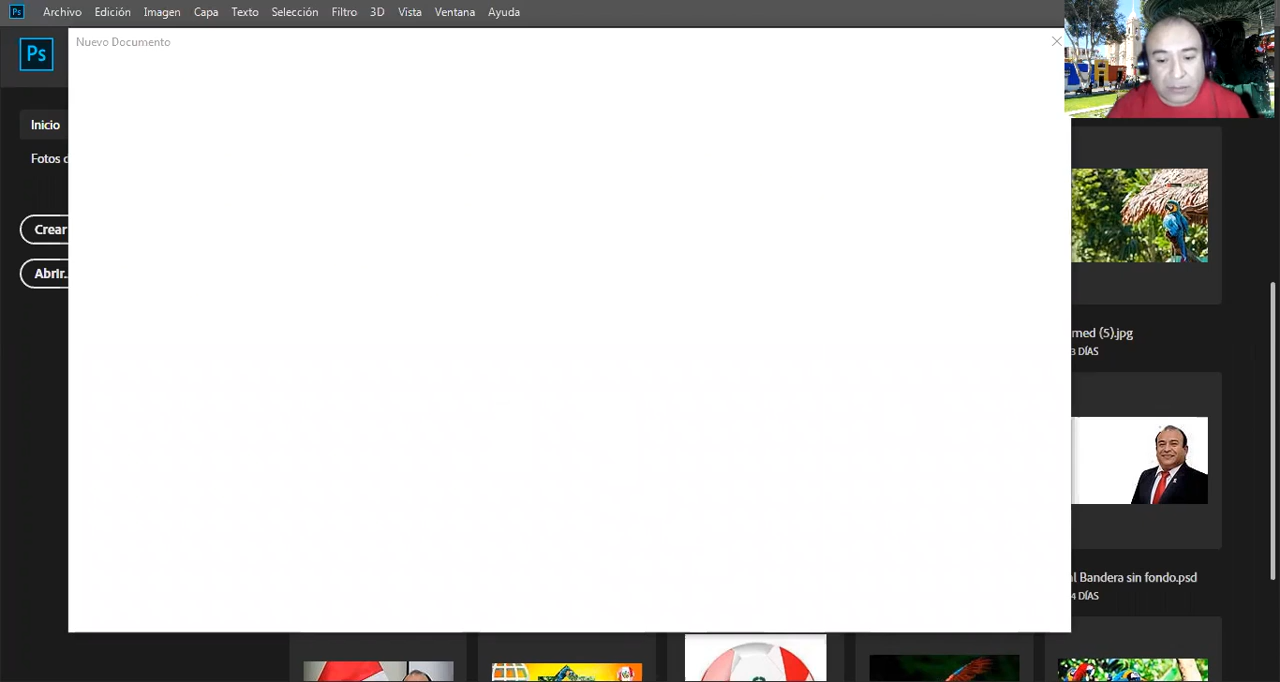 Ps Archivo Edición Imagen Capa Texto Selección Filtro 3D Vista Ventana Ayuda
Ps
Nuevo Documento
Inicio
Fotos
Crear
Abrir..
med (5).jpg
3 DÍAS
l Bandera sin fondo.psd
4 DÍAS